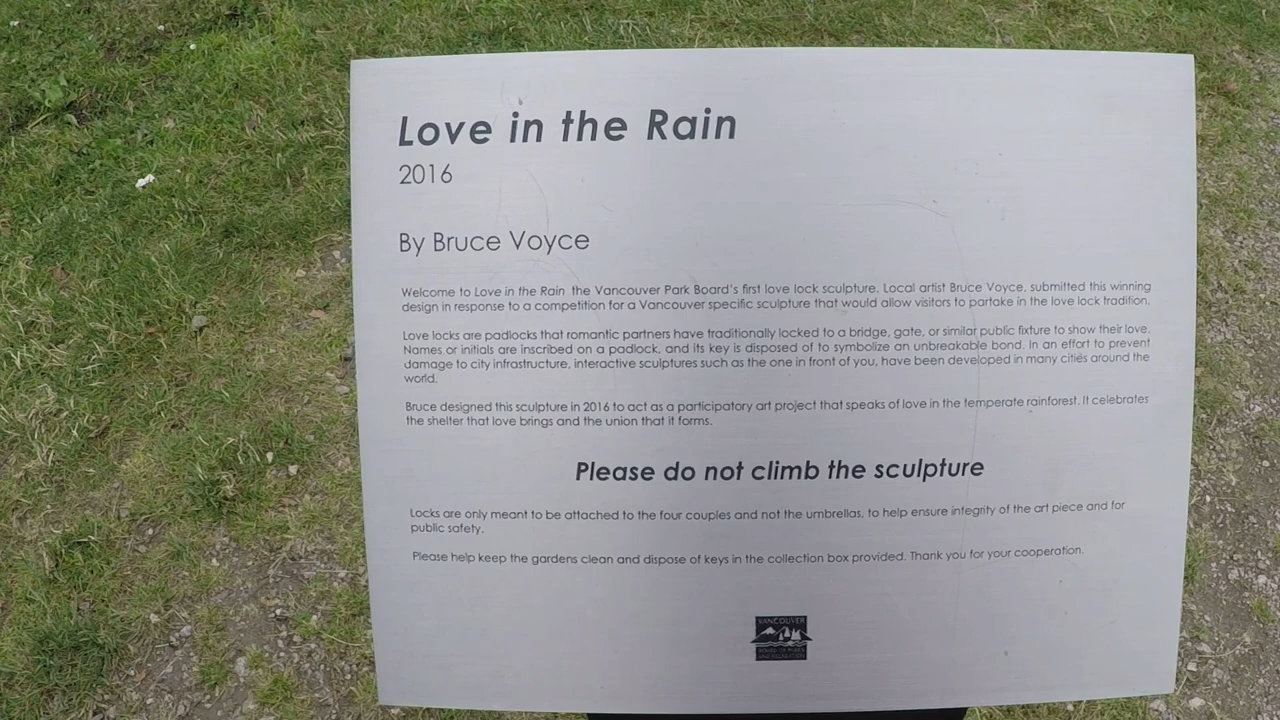 Love in the Rain
2016
By Bruce Voyce
Welcome to Love in the Rain the Vancouver Park Board's first love lock sculpture. Local artist Bruce Voyce, submitted this winning
design in response to a competition for a Vancouver specific sculpture that would allow visitors to partake in the love lock tradition.
Love locks are padlocks that romantic partners have traditionally locked to a bridge, gate, or similar public fixture to show their love.
Names or initials are inscribed on a padlock, and its key is disposed of to symbolize an unbreakable bond. In an effort to prevent
damage to city infrastructure, interactive sculptures such as the one in front of you, have been developed in many cities around the
world.
Bruce designed this sculpture in 2016 to act as a participatory art project that speaks of love in the temperate rainforest. It celebrates
the shelter that love brings and the union that it forms.
Please do not climb the sculpture
Locks are only meant to be attached to the four couples and not the umbrellas, to help ensure integrity of the art piece and for
public safety.
Please help keep the gardens clean and dispose of keys in the collection box provided. Thank you for your cooperation.
VANCOUVER
BOARD OF PARKS
AND RECREATION